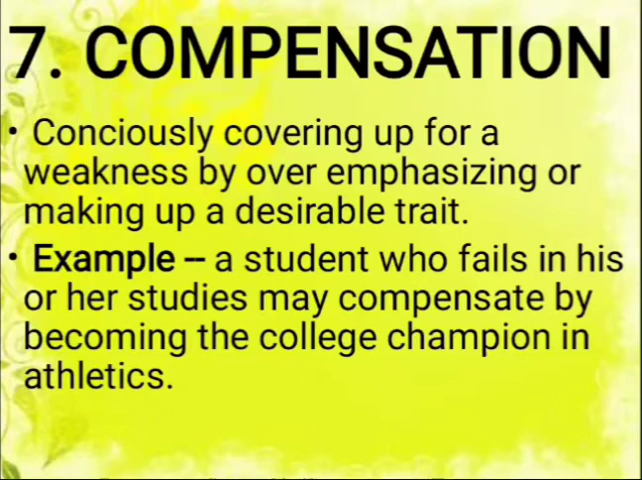 7. COMPENSATION
• Conciously covering up for a
weakness by over emphasizing or
making up a desirable trait.
• Example – a student who fails in his
or her studies may compensate by
becoming the college champion in
athletics.